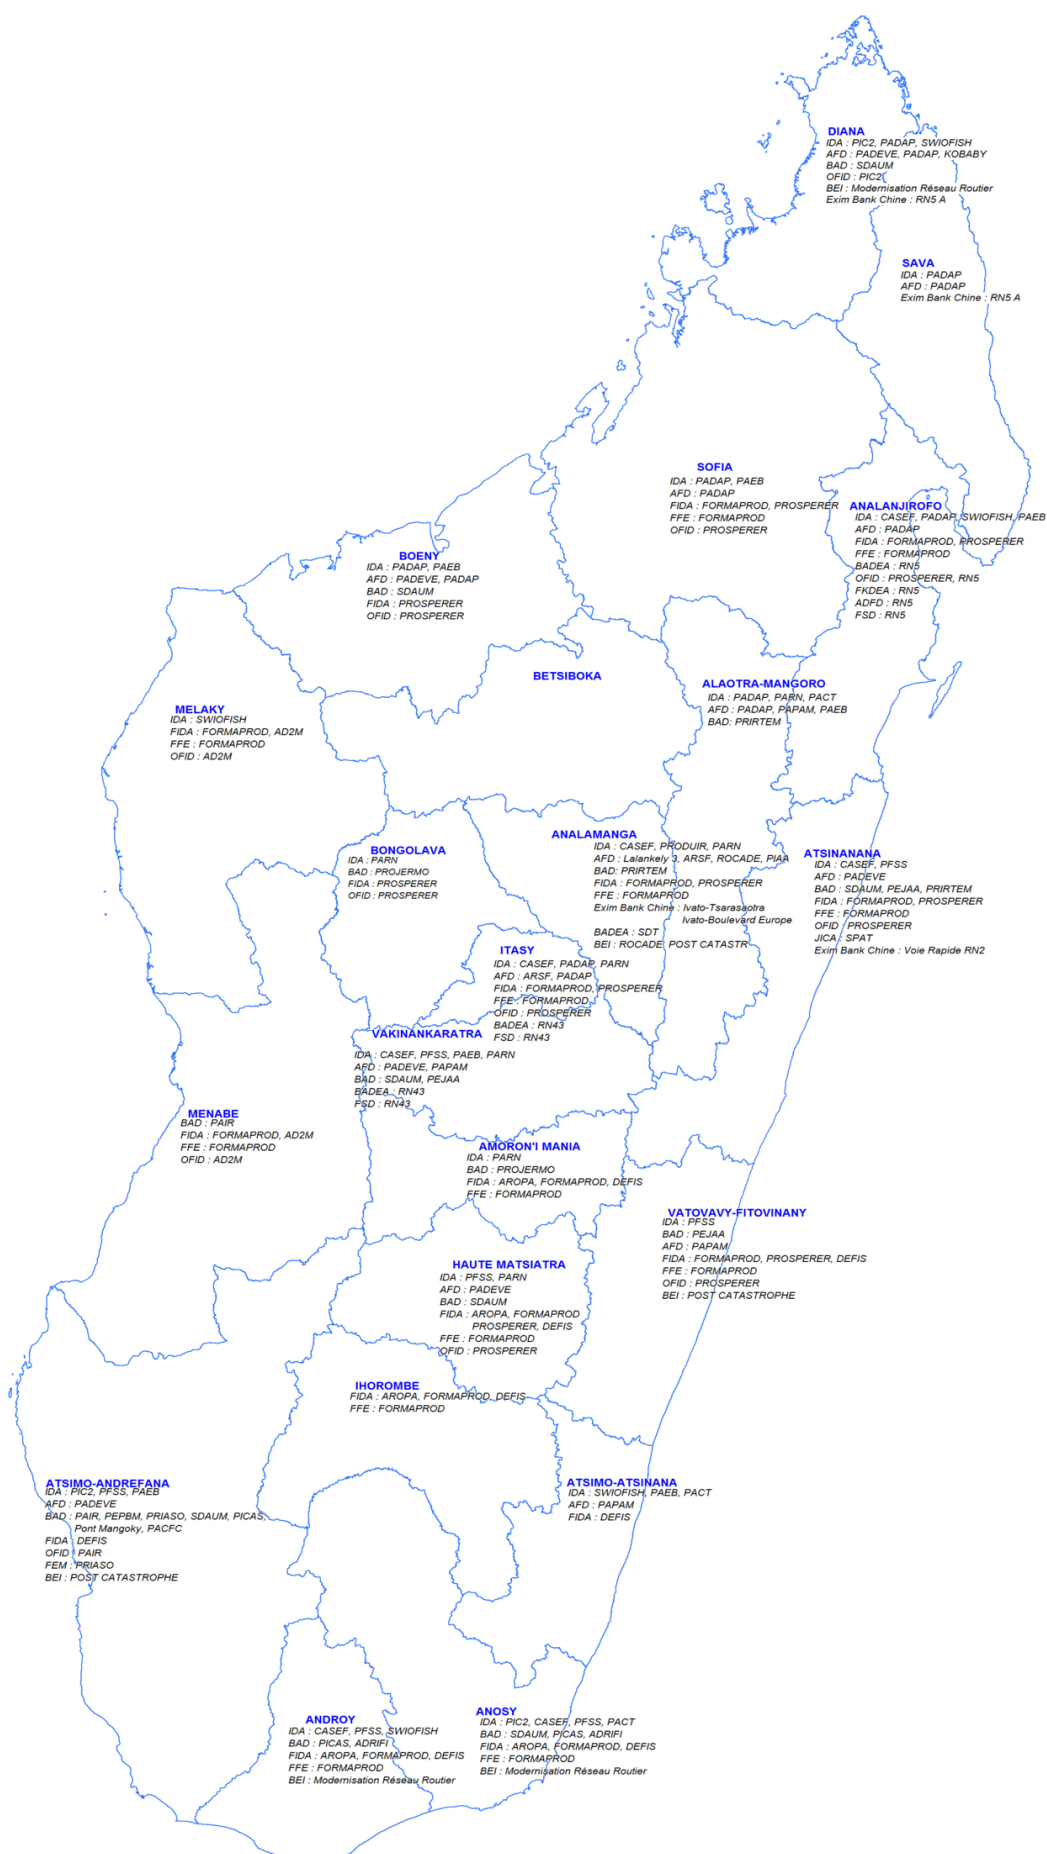 DIANA
IDA : PIC2, PADAP, SWIOFISH
AFD : PADEVE, PADAP, KOBABY
BAD : SDAUM
OFID : PIC2
BEI : Modernisation Réseau Routier
Exim Bank Chine : RN5 A
SAVA
IDA : PADAP
AFD : PADAP
Exim Bank Chine : RN5 A
SOFIA
IDA : PADAP, PAEB
AFD : PADAP
FIDA : FORMAPROD, PROSPERER
FFE : FORMAPROD
OFID : PROSPERER
ANALANJIROFO
IDA : CASEF, PADAP, SWIOFISH, PAEB
AFD : PADAP
FIDA : FORMAPROD, PROSPERER
FFE : FORMAPROD
BADEA : RN5
OFID : PROSPERER, RN5
FKDEA : RN5
ADFD : RN5
FSD : RN5
BOENY
IDA : PADAP, PAEB
AFD : PADEVE, PADAP
BAD : SDAUM
FIDA : PROSPERER
OFID : PROSPERER
BETSIBOKA
ALAOTRA-MANGORO
IDA : PADAP, PARN, PACT
AFD : PADAP, PAPAM, PAEB
BAD: PRIRTEM
MELAKY
IDA : SWIOFISH
FIDA : FORMAPROD, AD2M
FFE : FORMAPROD
OFID : AD2M
BONGOLAVA
IDA : PARN
BAD : PROJERMO
FIDA : PROSPERER
OFID : PROSPERER
ANALAMANGA
IDA : CASEF, PRODUIR, PARN
AFD : Lalankely 3, ARSF, ROCADE, PIAA
BAD: PRIRTEM
FIDA : FORMAPROD, PROSPERER
FFE : FORMAPROD
Exim Bank Chine : Ivato-Tsarasaotra
Ivato-Boulevard Europe
BADEA : SDT
BEI : ROCADE, POST CATASTR
ATSINANANA
IDA : CASEF, PFSS
AFD : PADEVE
BAD : SDAUM, PEJAA, PRIRTEM
FIDA : FORMAPROD, PROSPERER
FFE : FORMAPROD
OFID : PROSPERER
JICA : SPAT
Exim Bank Chine : Voie Rapide RN2
ITASY
IDA : CASEF, PADAP, PARN
AFD : ARSF, PADAP
FIDA : FORMAPROD, PROSPERER
FFE : FORMAPROD
OFID : PROSPERER
BADEA : RN43
FSD : RN43
VAKINANKARATRA
IDA : CASEF, PFSS, PAEB, PARN
AFD : PADEVE, PAPAM
BAD : SDAUM, PEJAA
BADEA : RN43
FSD : RN43
MENABE
BAD : PAIR
FIDA : FORMAPROD, AD2M
FFE : FORMAPROD
OFID : AD2M
AMORON'I MANIA
IDA : PARN
BAD : PROJERMO
FIDA : AROPA, FORMAPROD, DEFIS
FFE : FORMAPROD
VATOVAVY-FITOVINANY
IDA : PFSS
BAD : PEJAA
AFD : PAPAM
FIDA : FORMAPROD, PROSPERER, DEFIS
FFE : FORMAPROD
OFID : PROSPERER
BEI : POST CATASTROPHE
HAUTE MATSIATRA
IDA : PFSS, PARN
AFD : PADEVE
BAD : SDAUM
FIDA : AROPA, FORMAPROD
PROSPERER, DEFIS
FFE : FORMAPROD
OFID : PROSPERER
IHOROMBE
FIDA : AROPA, FORMAPROD, DEFIS
FFE : FORMAPROD
ATSIMO-ANDREFANA
IDA : PIC2, PFSS, PAEB
AFD : PADEVE
BAD : PAIR, PEPBM, PRIASO, SDAUM, PICAS,
Pont Mangoky, PACFC
FIDA : DEFIS
OFID : PAIR
FEM : PRIASO
BEI : POST CATASTROPHE
ATSIMO-ATSINANA
IDA : SWIOFISH, PAEB, PACT
AFD : PAPAM
FIDA : DEFIS
ANDROY
IDA : CASEF, PFSS, SWIOFISH
BAD : PICAS, ADRIFI
FIDA : AROPA, FORMAPROD, DEFIS
FFE : FORMAPROD
BEI : Modernisation Réseau Routier
ANOSY
IDA : PIC2, CASEF, PFSS, PACT
BAD : SDAUM, PICAS, ADRIFI
FIDA : AROPA, FORMAPROD, DEFIS
FFE : FORMAPROD
BEI : Modernisation Réseau Routier